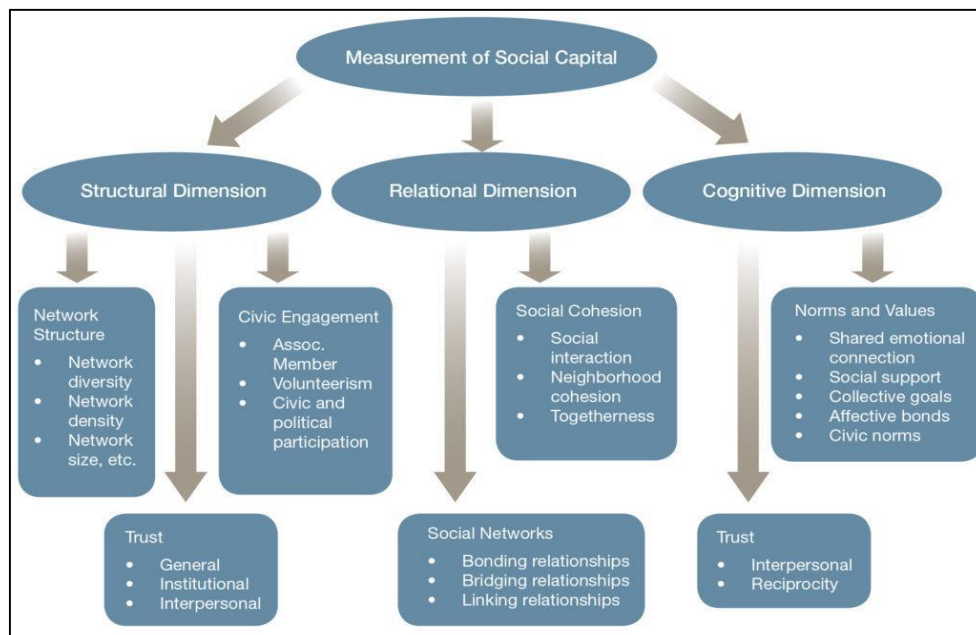 Measurement of Social Capital
Structural Dimension
Relational Dimension
Cognitive Dimension
Network
Structure
• Network
diversity
• Network
density
• Network
size, etc.
Civic Engagement
• Assoc.
Member
• Volunteerism
• Civic and
political
participation
Social Cohesion
• Social
interaction
• Neighborhood
cohesion
• Togetherness
Norms and Values
• Shared emotional
connection
• Social support
• Collective goals
• Affective bonds
• Civic norms
Trust
• General
• Institutional
• Interpersonal
Social Networks
• Bonding relationships
• Bridging relationships
• Linking relationships
Trust
• Interpersonal
• Reciprocity